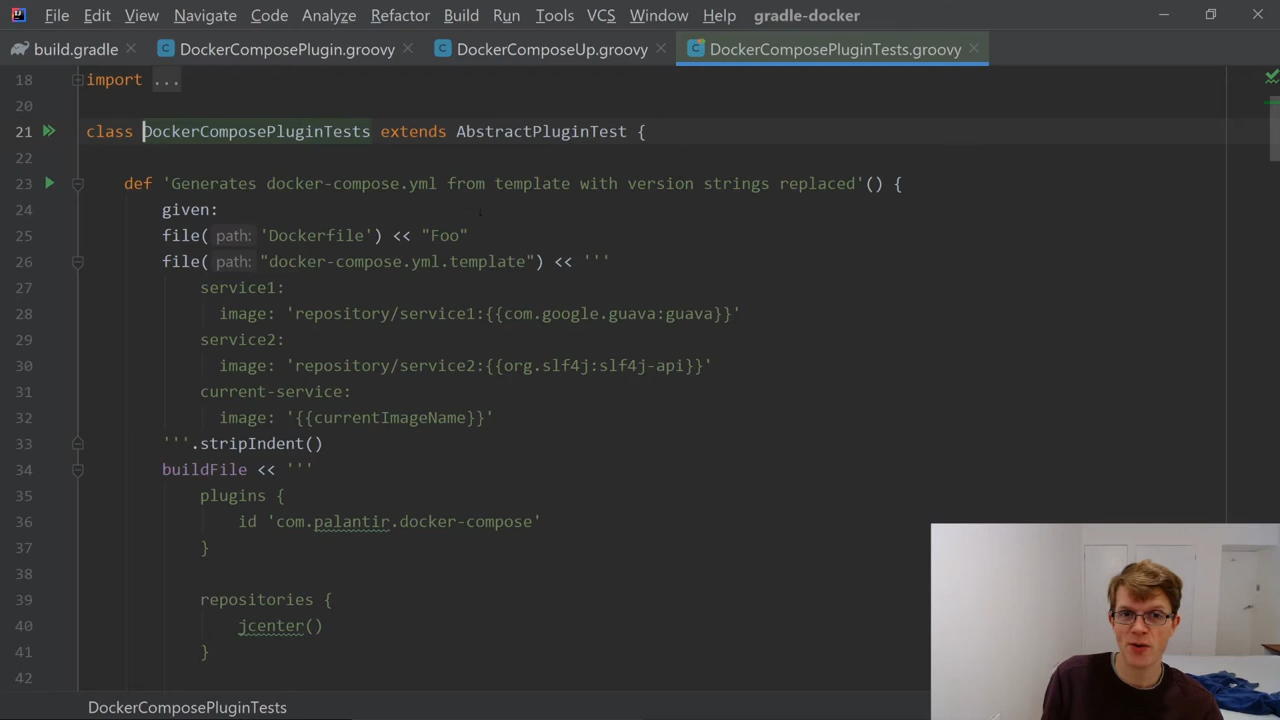 File Edit View Navigate Code Analyze Refactor Build Run Tools VCS Window Help gradle-docker
build.gradle DockerComposePlugin.groovy DockerComposeUp.groovy DockerComposePluginTests.groovy
18 import ...
20
21 class DockerComposePluginTests extends AbstractPluginTest {
22
23 def 'Generates docker-compose.yml from template with version strings replaced'() {
24 given:
25 file( path: 'Dockerfile') << "Foo"
26 file( path: "docker-compose.yml.template") << '''
27 service1:
28 image: 'repository/service1:{{com.google.guava:guava}}'
29 service2:
30 image: 'repository/service2:{{org.slf4j:slf4j-api}}'
31 current-service:
32 image: '{{currentImageName}}'
33 '''.stripIndent()
34 buildFile << '''
35 plugins {
36 id 'com.palantir.docker-compose'
37 }
38
39 repositories {
40 jcenter()
41 }
42
DockerComposePluginTests